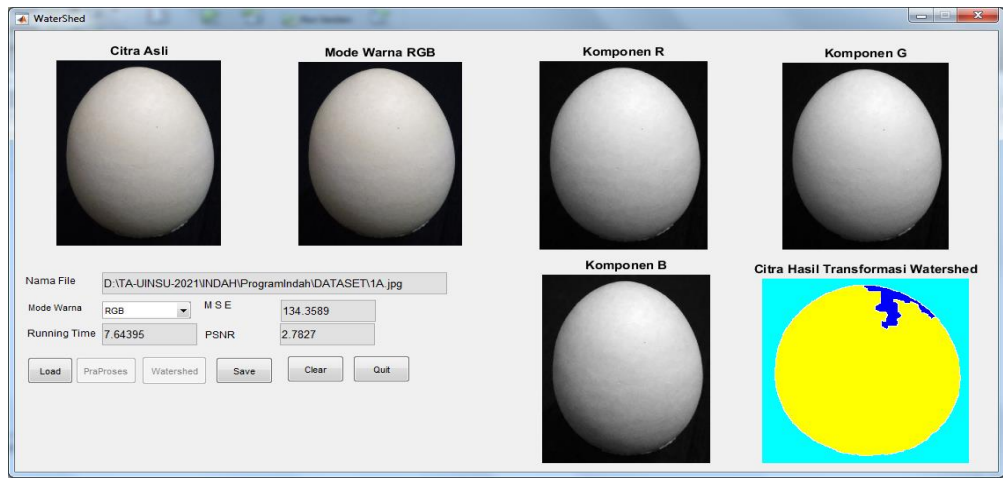 WaterShed
Citra Asli
Mode Warna RGB
Komponen R
Komponen G
Nama File
D:\TA-UINSU-2021\INDAH\ProgramIndah\DATASET\1A.jpg
Mode Warna
RGB
M S E
134.3589
Running Time
7.64395
PSNR
2.7827
Load
PraProses
Watershed
Save
Clear
Quit
Komponen B
Citra Hasil Transformasi Watershed